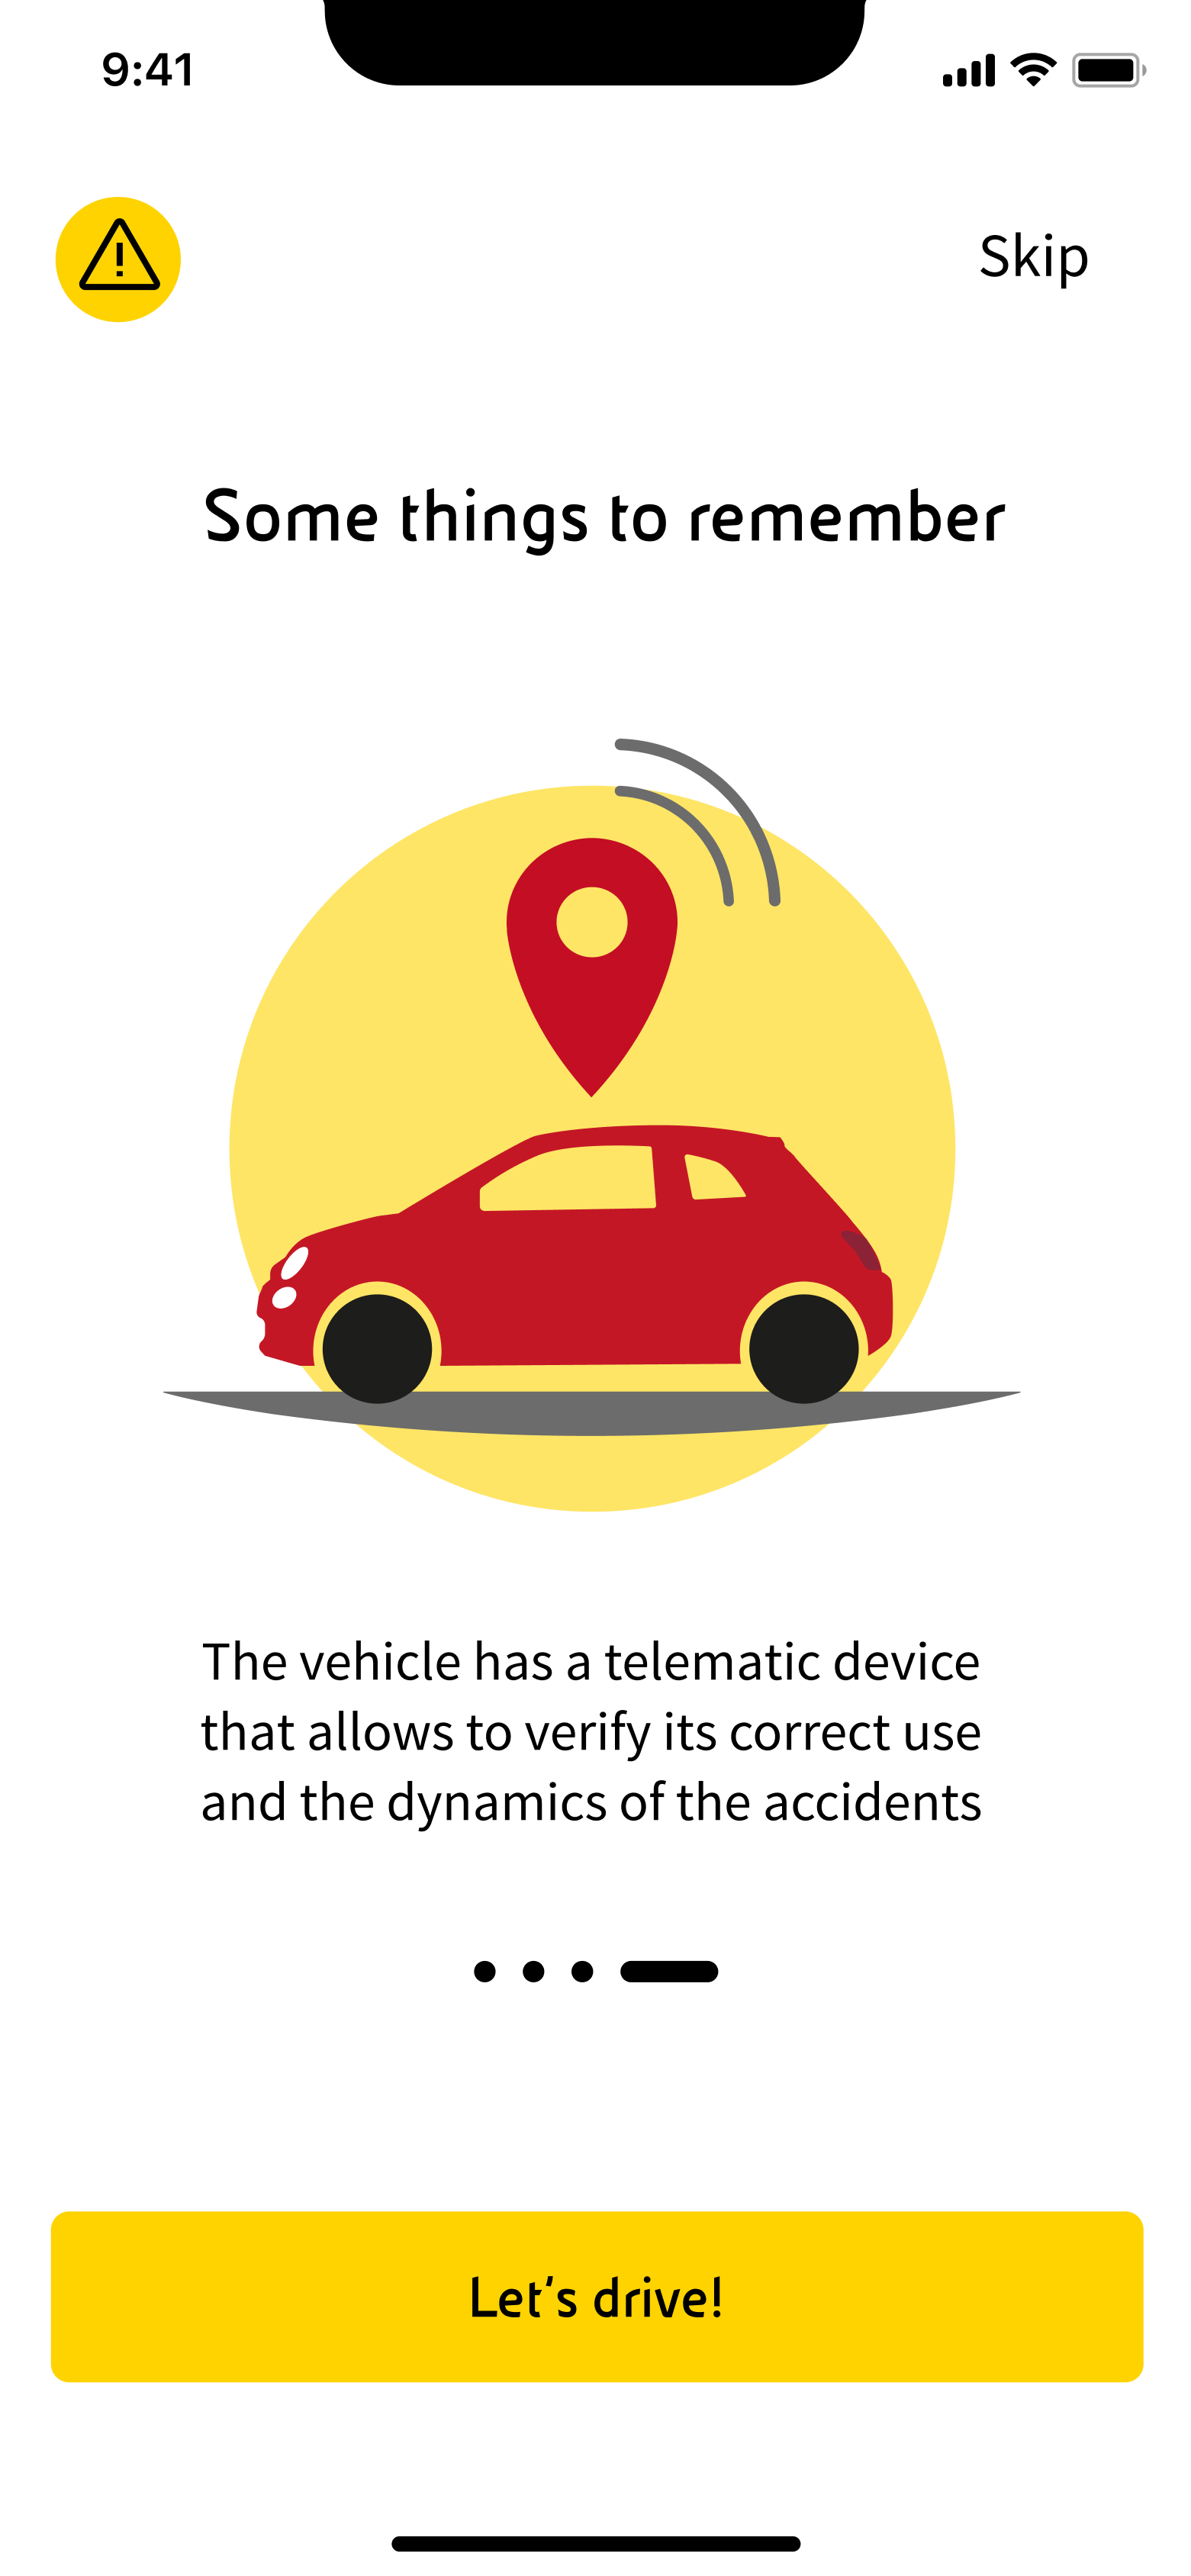 9:41
Skip
Some things to remember
The vehicle has a telematic device
that allows to verify its correct use
and the dynamics of the accidents
Let's drive!